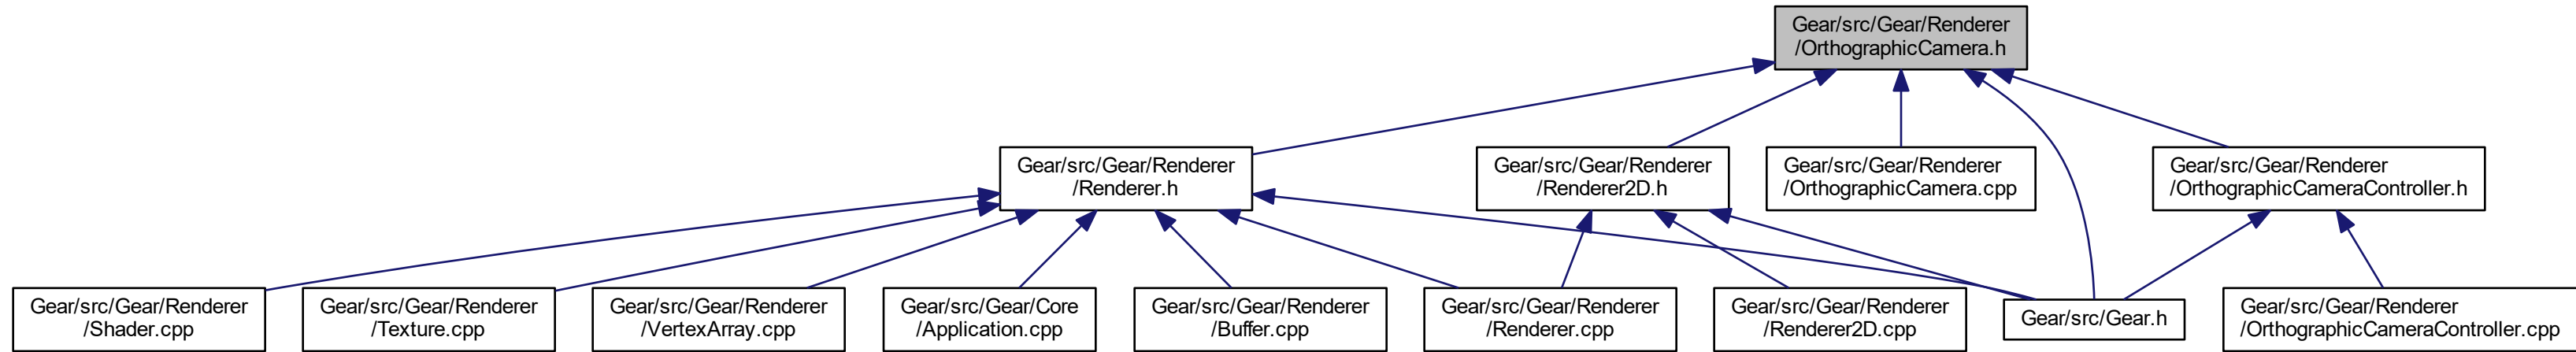 Gear/src/Gear/Renderer
/OrthographicCamera.h
Gear/src/Gear/Renderer
/Renderer.h
Gear/src/Gear/Renderer
/Renderer2D.h
Gear/src/Gear/Renderer
/OrthographicCamera.cpp
Gear/src/Gear/Renderer
/OrthographicCameraController.h
Gear/src/Gear/Renderer
/Shader.cpp
Gear/src/Gear/Renderer
/Texture.cpp
Gear/src/Gear/Renderer
/VertexArray.cpp
Gear/src/Gear/Core
/Application.cpp
Gear/src/Gear/Renderer
/Buffer.cpp
Gear/src/Gear/Renderer
/Renderer.cpp
Gear/src/Gear/Renderer
/Renderer2D.cpp
Gear/src/Gear.h
Gear/src/Gear/Renderer
/OrthographicCameraController.cpp